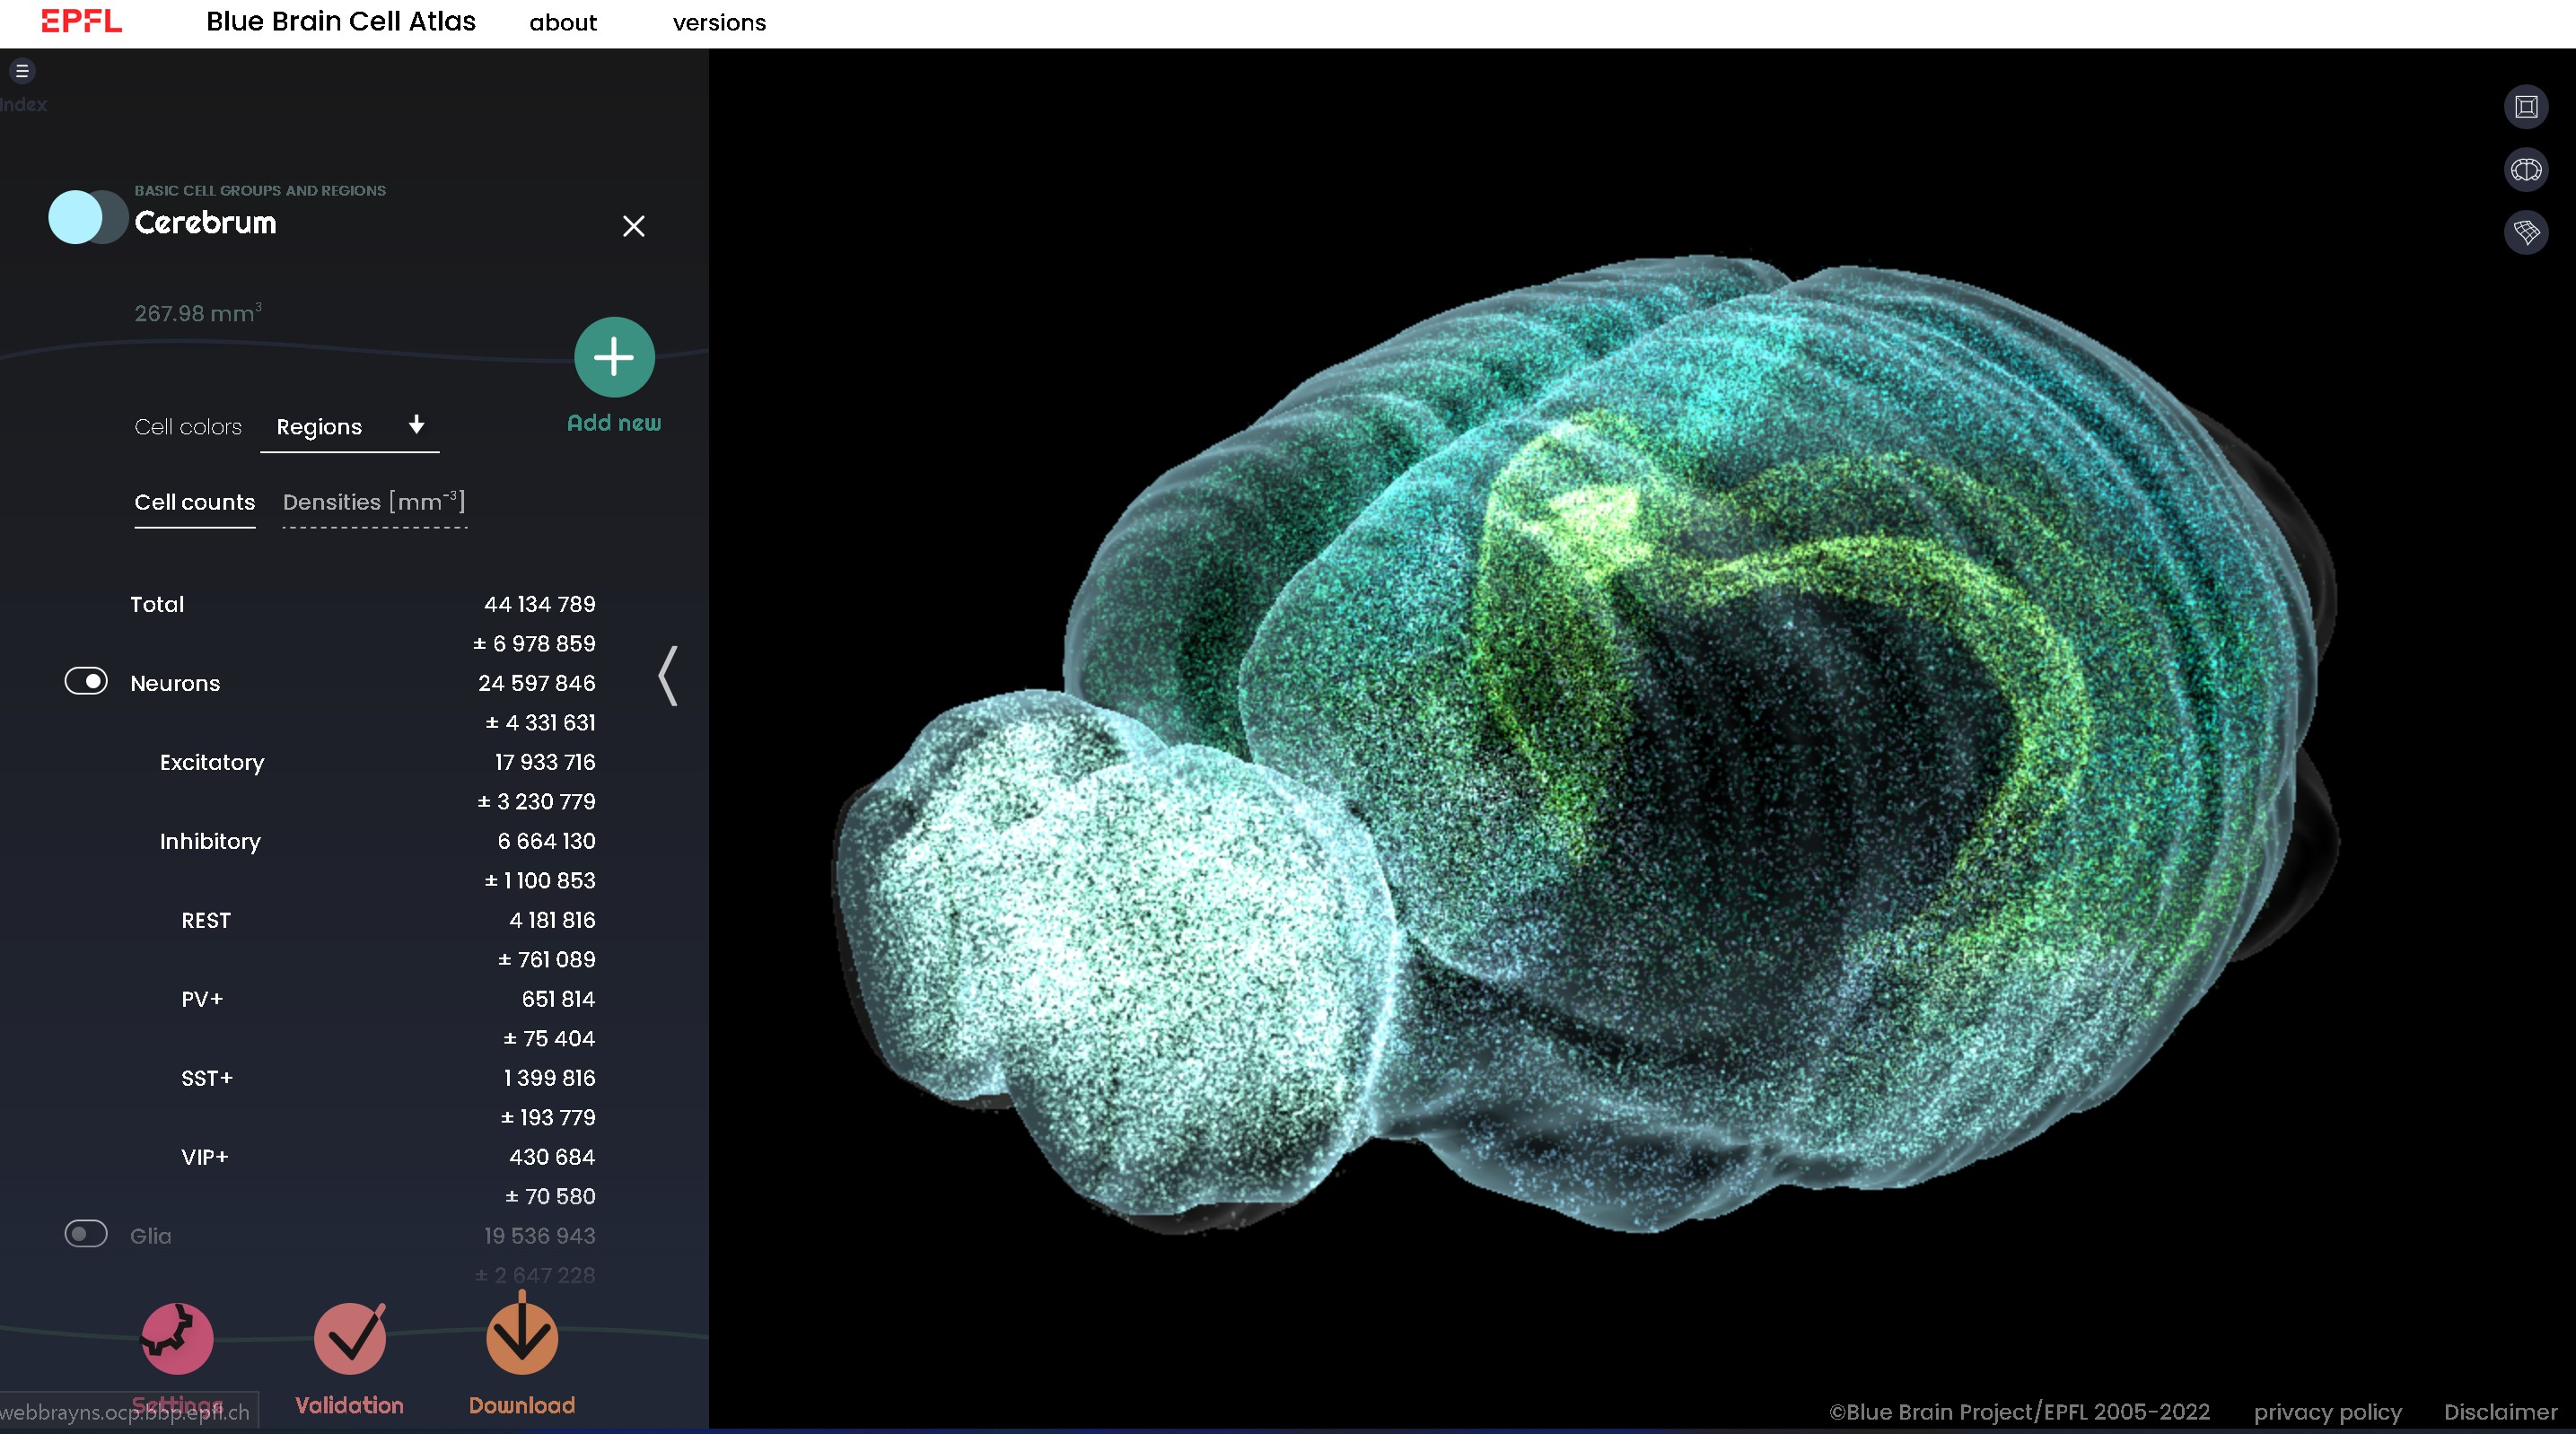 EPFL Blue Brain Cell Atlas about versions
Index
BASIC CELL GROUPS AND REGIONS
Cerebrum
267.98 mm³
Add new
Cell colors Regions
Cell counts Densities [mm⁻³]
Total 44 134 789
± 6 978 859
Neurons 24 597 846
± 4 331 631
Excitatory 17 933 716
± 3 230 779
Inhibitory 6 664 130
± 1 100 853
REST 4 181 816
± 761 089
PV+ 651 814
± 75 404
SST+ 1 399 816
± 193 779
VIP+ 430 684
± 70 580
Glia 19 536 943
± 2 647 228
Settings Validation Download
webbrayns.ocp.bbp.epfl.ch
©Blue Brain Project/EPFL 2005-2022 privacy policy Disclaimer